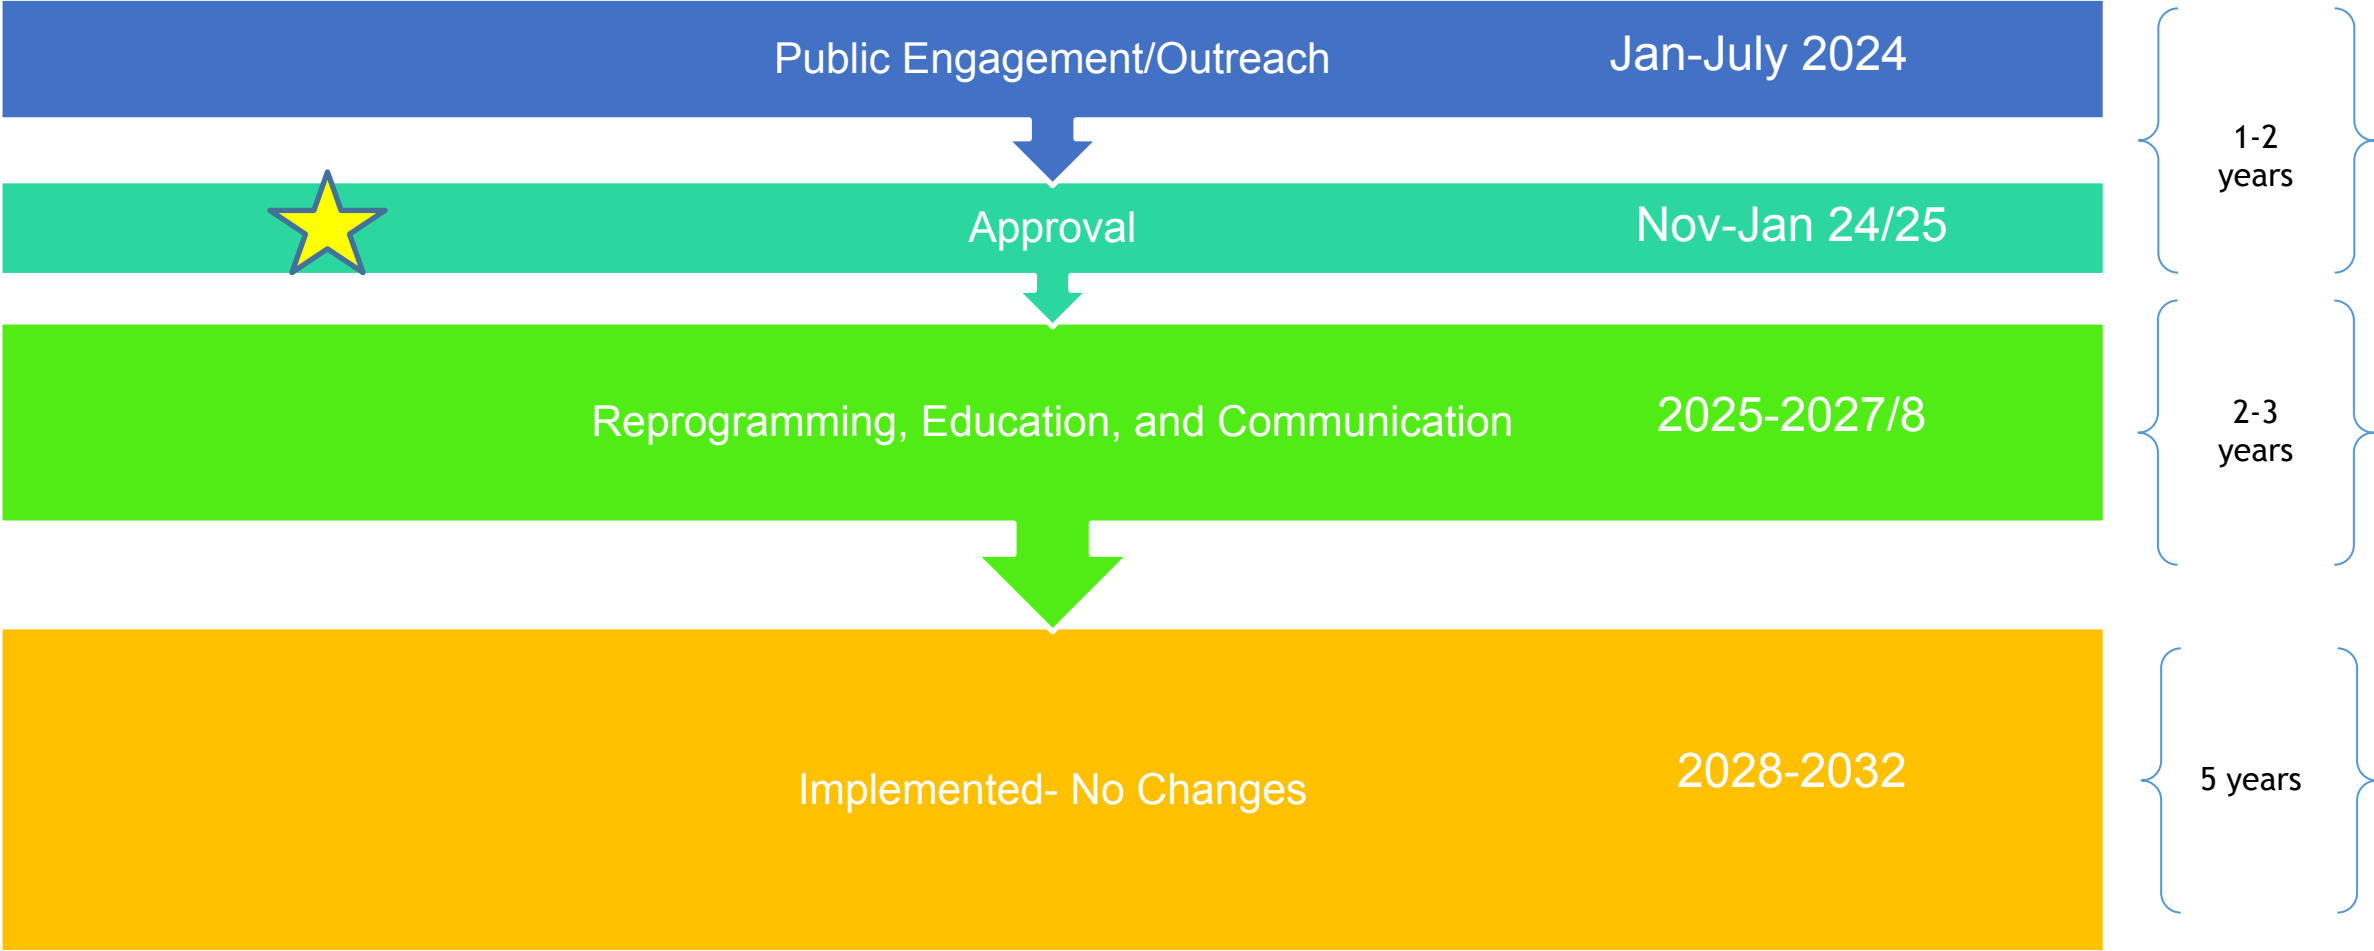 Public Engagement/Outreach
Jan-July 2024
1-2
years
Approval
Nov-Jan 24/25
Reprogramming, Education, and Communication
2025-2027/8
2-3
years
Implemented- No Changes
2028-2032
5 years